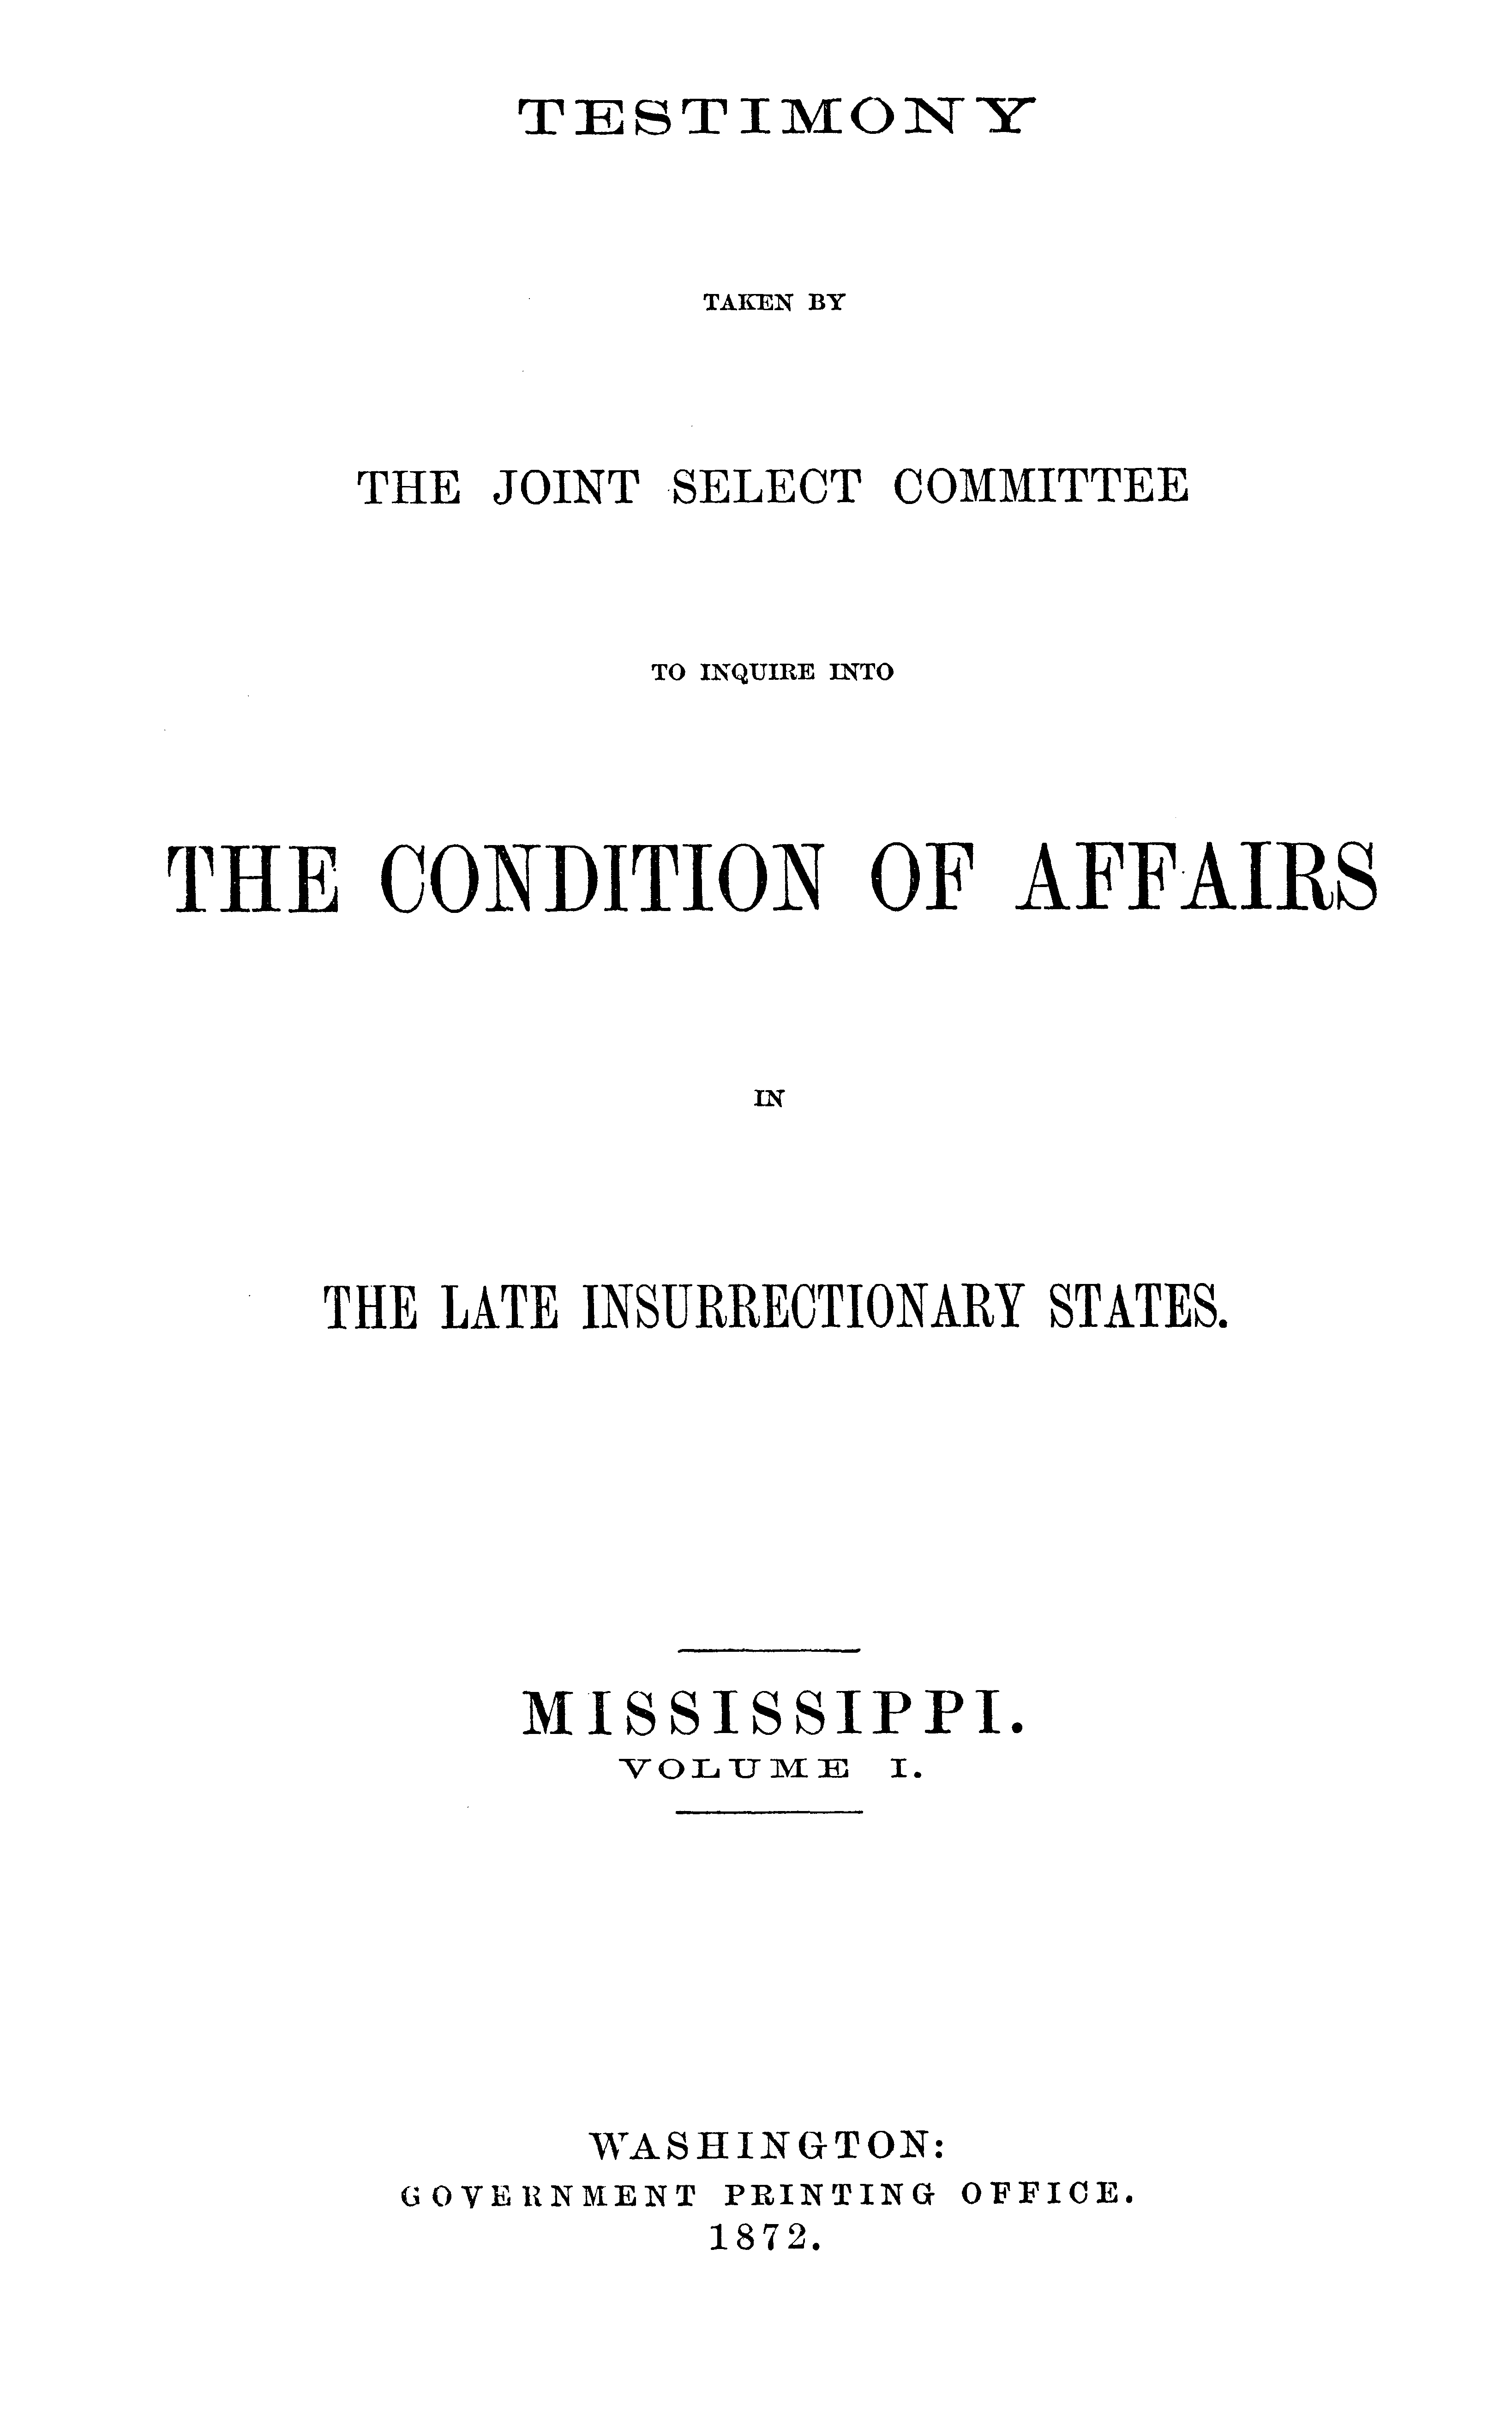 TESTIMONY
TAKEN BY
THE JOINT SELECT COMMITTEE
TO INQUIRE INTO
THE CONDITION OF AFFAIRS
IN
THE LATE INSURRECTIONARY STATES.
MISSISSIPPI.
VOLUME I.
WASHINGTON:
GOVERNMENT PRINTING OFFICE.
1872.